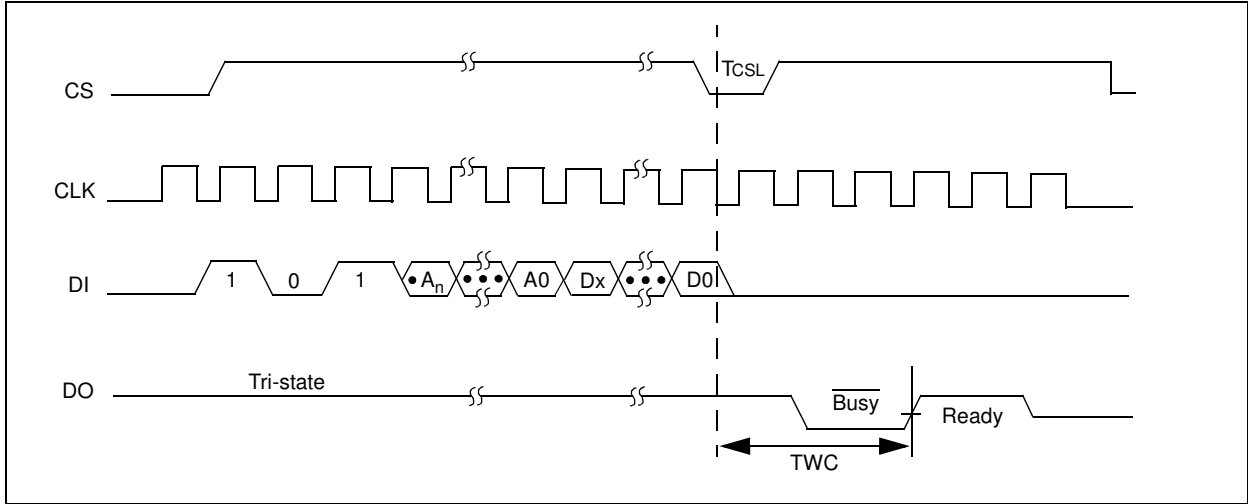 CS
TCSL
CLK
DI
1 0 1 • An ••• A0 Dx ••• D0
DO
Tri-state
Busy
Ready
TWC